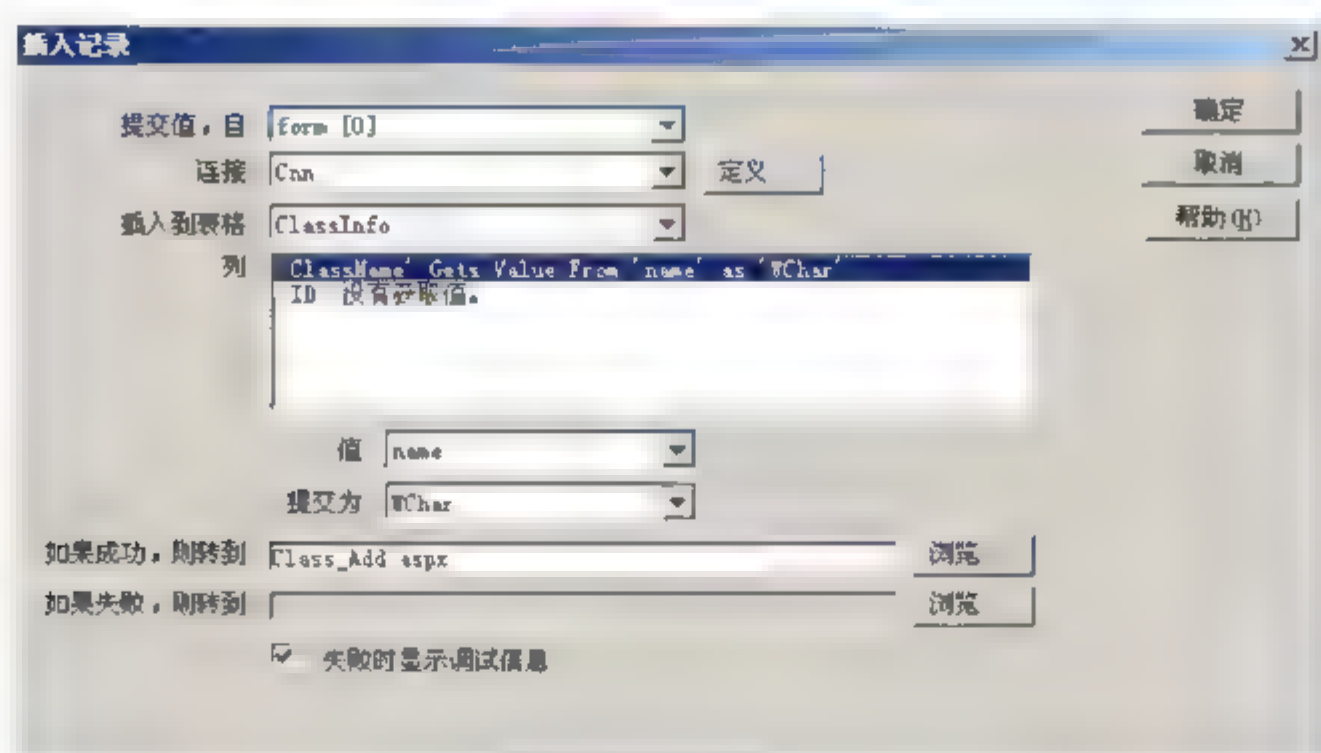 插入记录
提交值，自 form [0] 确定
连接 Cnn 定义 取消
插入到表格 ClassInfo 帮助(H)
列 'ClassName' Gets Value From 'name' as 'WChar'
ID 没有获取值。
值 name
提交为 WChar
如果成功，则转到 Class_Add aspx 浏览
如果失败，则转到 浏览
失败时显示调试信息